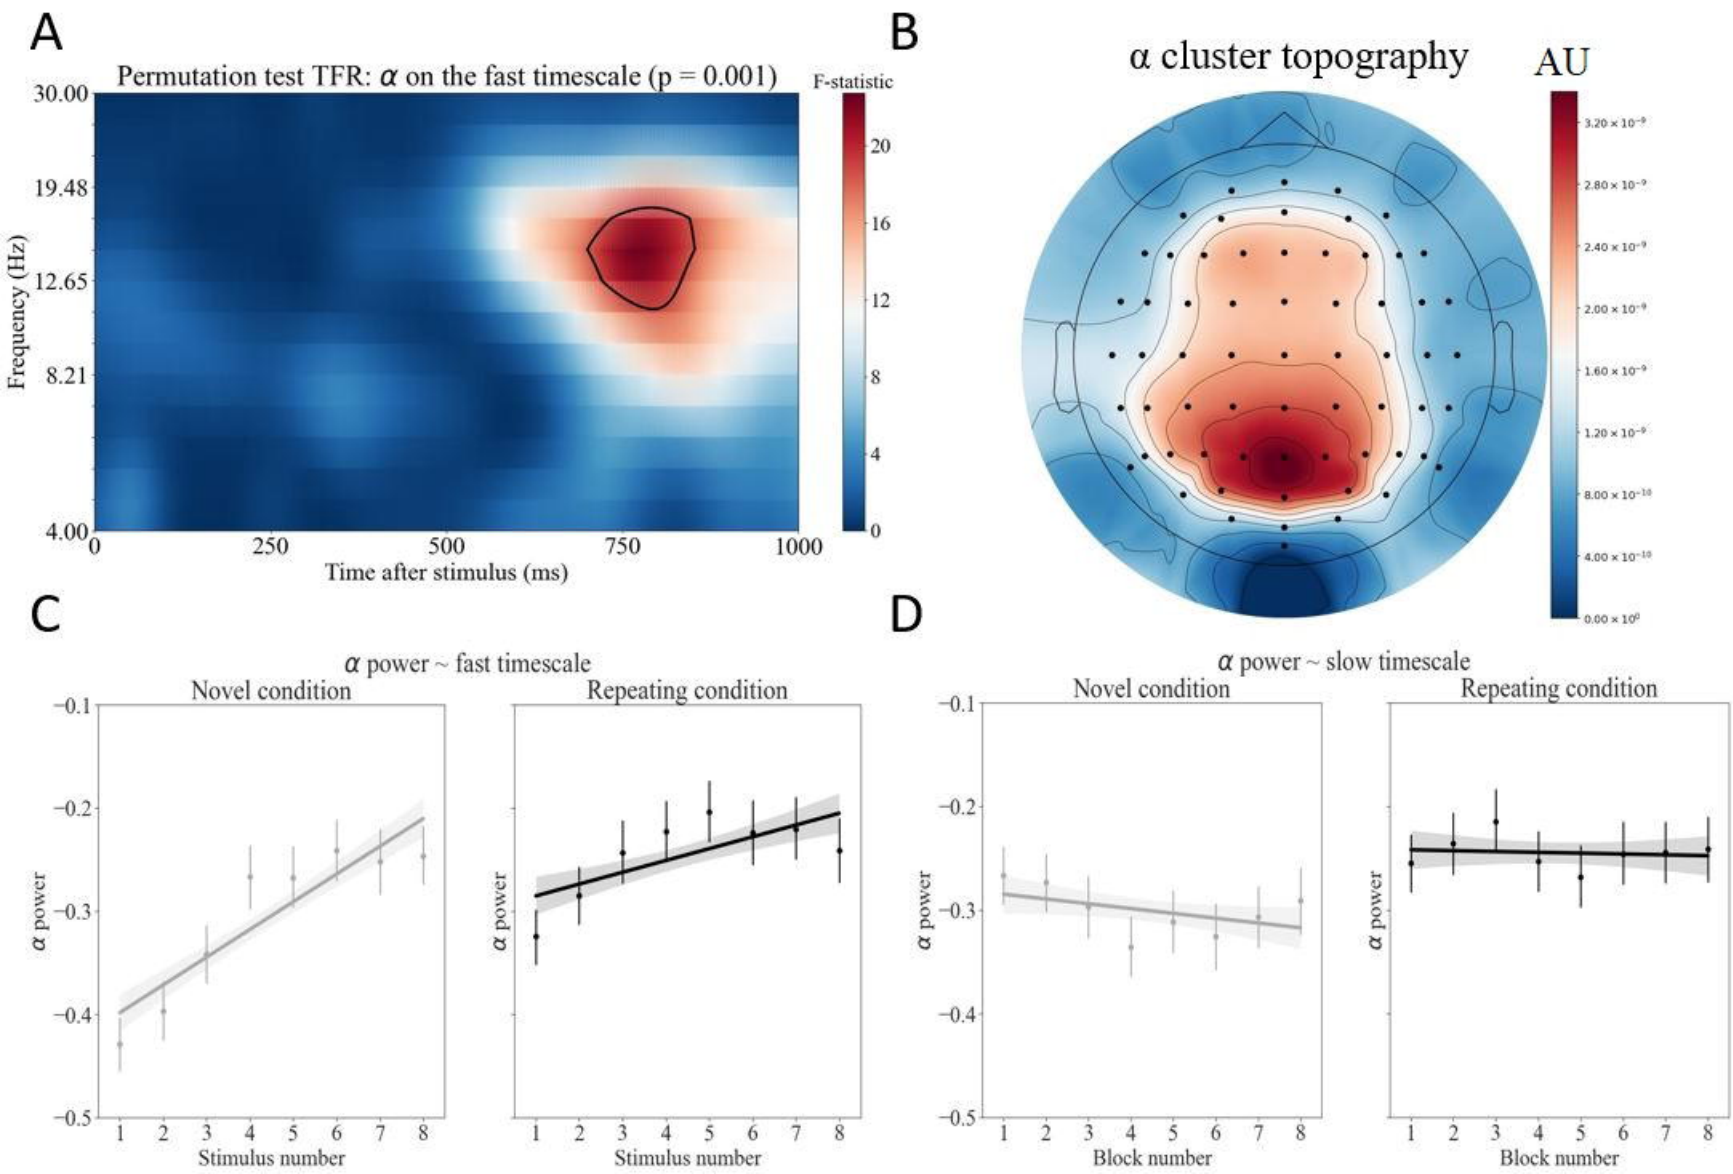 A
Permutation test TFR: α on the fast timescale (p = 0.001)
F-statistic
30.00
19.48
12.65
8.21
4.00
Frequency (Hz)
0
250
500
750
1000
Time after stimulus (ms)
20
16
12
8
4
0
B
α cluster topography
AU
3.20 × 10⁻⁹
2.80 × 10⁻⁹
2.40 × 10⁻⁹
2.00 × 10⁻⁹
1.60 × 10⁻⁹
1.20 × 10⁻⁹
8.00 × 10⁻¹⁰
4.00 × 10⁻¹⁰
0.00 × 10⁰
C
α power ~ fast timescale
Novel condition
Repeating condition
−0.1
−0.2
−0.3
−0.4
−0.5
α power
1 2 3 4 5 6 7 8
Stimulus number
α power
1 2 3 4 5 6 7 8
Stimulus number
D
α power ~ slow timescale
Novel condition
Repeating condition
−0.1
−0.2
−0.3
−0.4
−0.5
α power
1 2 3 4 5 6 7 8
Block number
α power
1 2 3 4 5 6 7 8
Block number